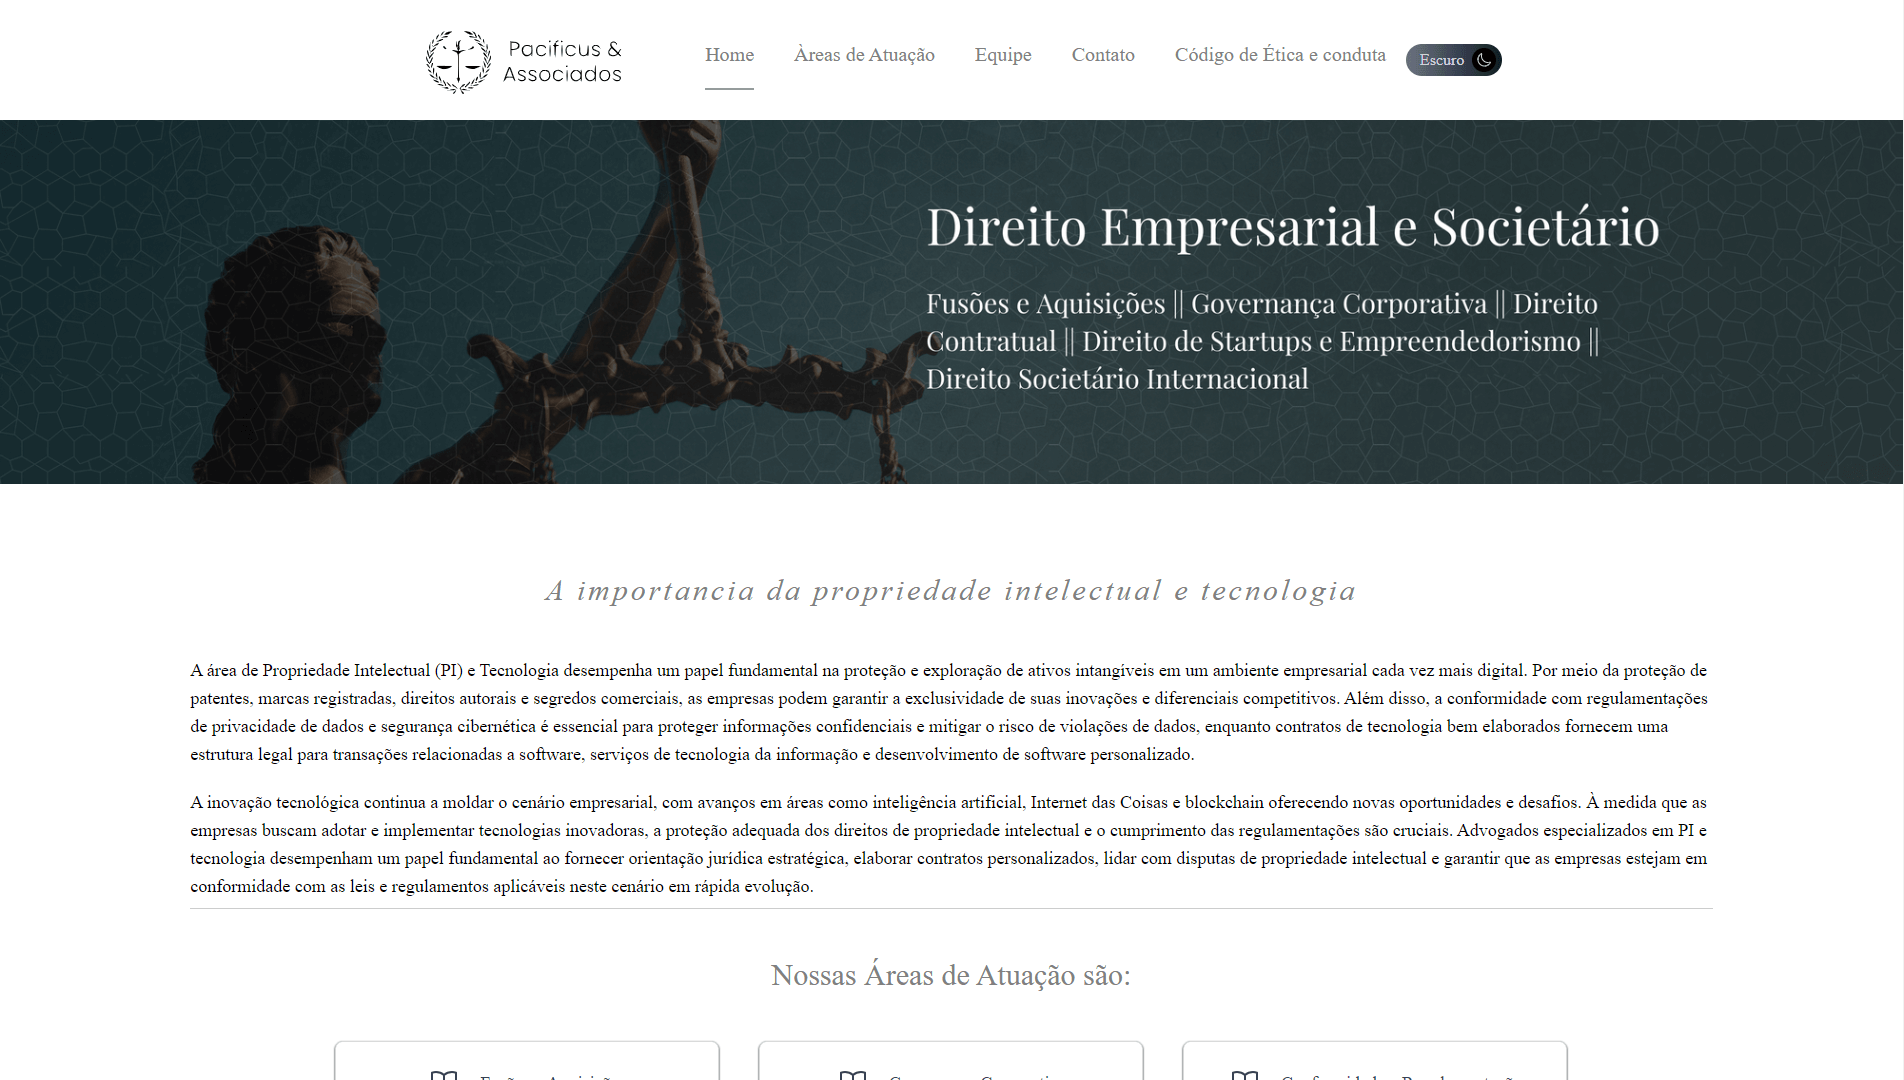 Pacificus &
Associados
Home
Àreas de Atuação
Equipe
Contato
Código de Ética e conduta
Escuro
Direito Empresarial e Societário
Fusões e Aquisições || Governança Corporativa || Direito
Contratual || Direito de Startups e Empreendedorismo ||
Direito Societário Internacional
A importancia da propriedade intelectual e tecnologia
A área de Propriedade Intelectual (PI) e Tecnologia desempenha um papel fundamental na proteção e exploração de ativos intangíveis em um ambiente empresarial cada vez mais digital. Por meio da proteção de
patentes, marcas registradas, direitos autorais e segredos comerciais, as empresas podem garantir a exclusividade de suas inovações e diferenciais competitivos. Além disso, a conformidade com regulamentações
de privacidade de dados e segurança cibernética é essencial para proteger informações confidenciais e mitigar o risco de violações de dados, enquanto contratos de tecnologia bem elaborados fornecem uma
estrutura legal para transações relacionadas a software, serviços de tecnologia da informação e desenvolvimento de software personalizado.
A inovação tecnológica continua a moldar o cenário empresarial, com avanços em áreas como inteligência artificial, Internet das Coisas e blockchain oferecendo novas oportunidades e desafios. À medida que as
empresas buscam adotar e implementar tecnologias inovadoras, a proteção adequada dos direitos de propriedade intelectual e o cumprimento das regulamentações são cruciais. Advogados especializados em PI e
tecnologia desempenham um papel fundamental ao fornecer orientação jurídica estratégica, elaborar contratos personalizados, lidar com disputas de propriedade intelectual e garantir que as empresas estejam em
conformidade com as leis e regulamentos aplicáveis neste cenário em rápida evolução.
Nossas Áreas de Atuação são: